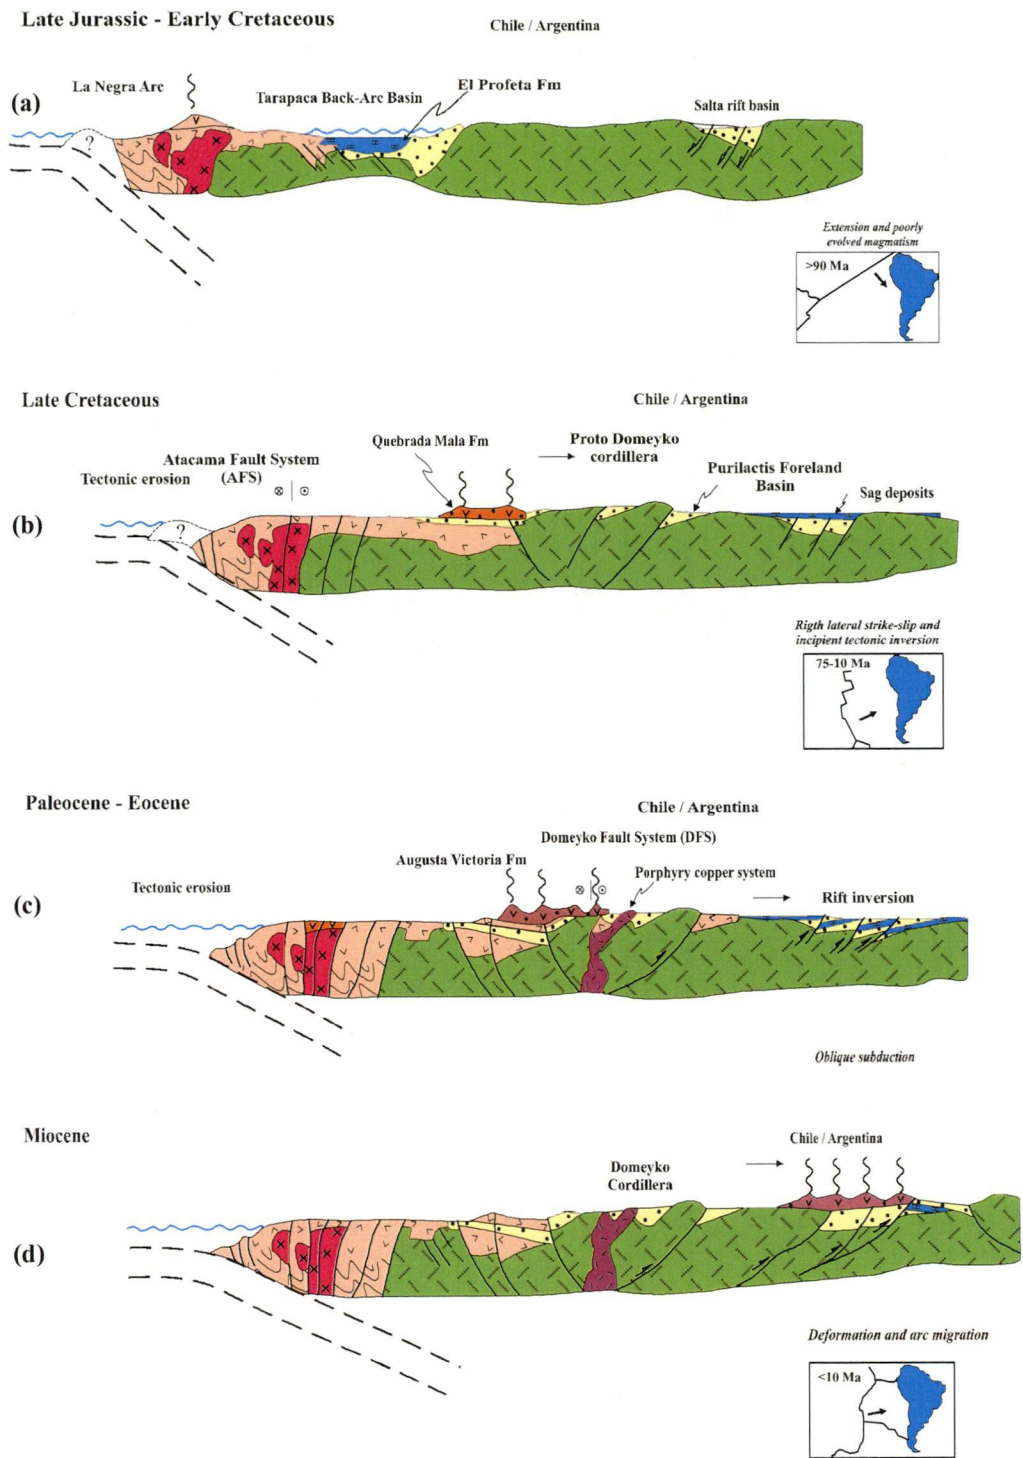 Late Jurassic - Early Cretaceous
Chile / Argentina
(a)
La Negra Arc
Tarapaca Back-Arc Basin
El Profeta Fm
Salta rift basin
?
Extension and poorly
evolved magmatism
>90 Ma
Late Cretaceous
Chile / Argentina
(b)
Tectonic erosion
Atacama Fault System
(AFS)
Quebrada Mala Fm
Proto Domeyko
cordillera
Purilactis Foreland
Basin
Sag deposits
?
Rigth lateral strike-slip and
incipient tectonic inversion
75-10 Ma
Paleocene - Eocene
Chile / Argentina
Domeyko Fault System (DFS)
(c)
Tectonic erosion
Augusta Victoria Fm
Porphyry copper system
Rift inversion
Oblique subduction
Miocene
Chile / Argentina
(d)
Domeyko
Cordillera
Deformation and arc migration
<10 Ma